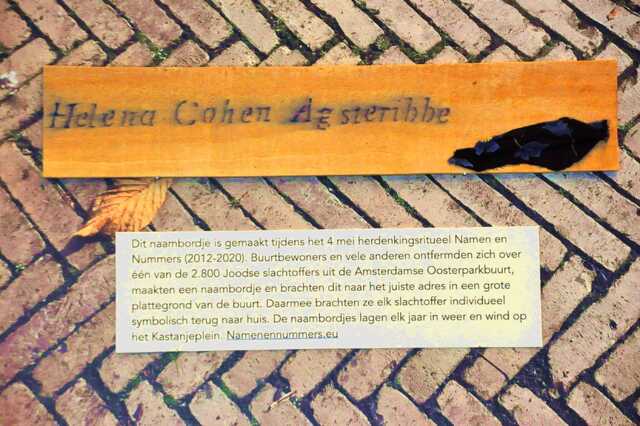 Helena Cohen Agsteribbe
Dit naambordje is gemaakt tijdens het 4 mei herdenkingsritueel Namen en
Nummers (2012-2020). Buurtbewoners en vele anderen ontfermden zich over
één van de 2.800 Joodse slachtoffers uit de Amsterdamse Oosterparkbuurt,
maakten een naambordje en brachten dit naar het juiste adres in een grote
plattegrond van de buurt. Daarmee brachten ze elk slachtoffer individueel
symbolisch terug naar huis. De naambordjes lagen elk jaar in weer en wind op
het Kastanjeplein. Namenennummers.eu